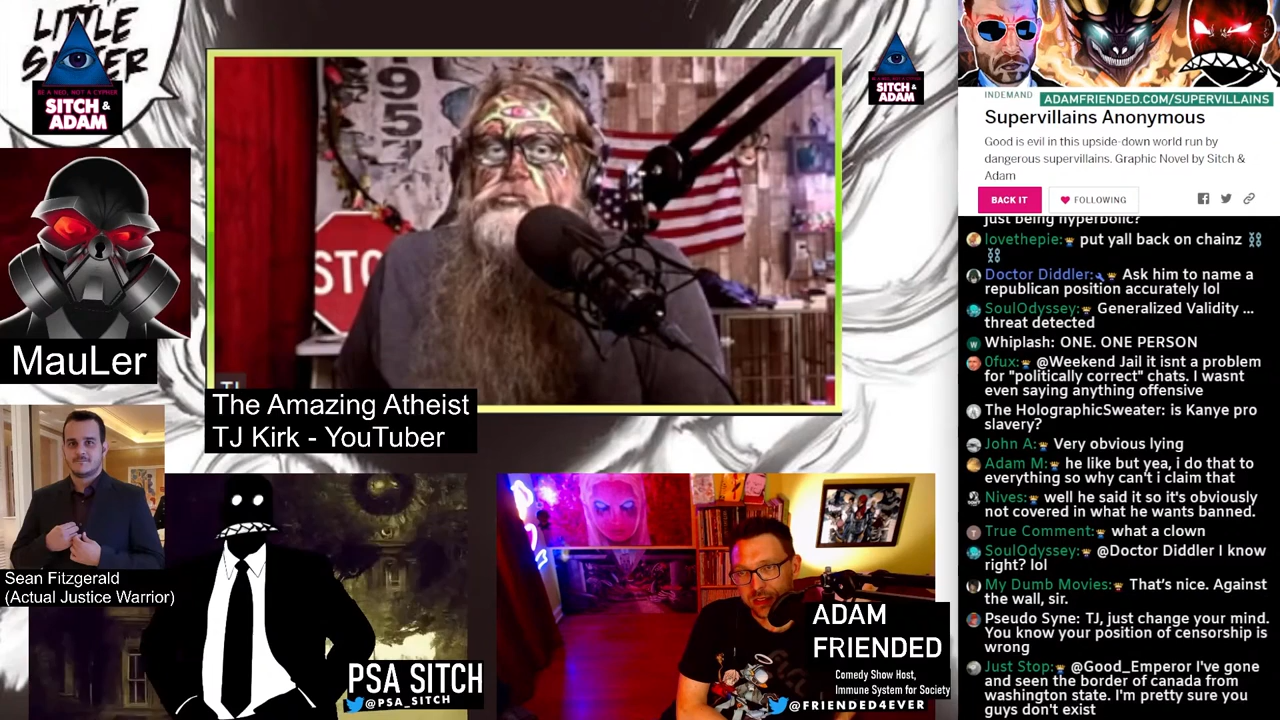 LITTLE
BE A NEO, NOT A CYPHER
SITCH &
ADAM
MauLer
Sean Fitzgerald
(Actual Justice Warrior)
1957
STO
The Amazing Atheist
TJ Kirk - YouTuber
SITCH &
ADAM
PSA SITCH
@PSA_SITCH
ADAM
FRIENDED
Comedy Show Host,
Immune System for Society
@FRIENDED4EVER
INDEMAND
ADAMFRIENDED.COM/SUPERVILLAINS
Supervillains Anonymous
Good is evil in this upside-down world run by
dangerous supervillains. Graphic Novel by Sitch &
Adam
BACK IT
FOLLOWING
just being hyperbolic?
lovethepie: put yall back on chainz
Doctor Diddler: Ask him to name a
republican position accurately lol
SoulOdyssey: Generalized Validity ...
threat detected
Whiplash: ONE. ONE PERSON
0fux: @Weekend Jail it isnt a problem
for "politically correct" chats. I wasnt
even saying anything offensive
The HolographicSweater: is Kanye pro
slavery?
John A: Very obvious lying
Adam M: he like but yea, i do that to
everything so why can't i claim that
Nives: well he said it so it's obviously
not covered in what he wants banned.
True Comment: what a clown
SoulOdyssey: @Doctor Diddler I know
right? lol
My Dumb Movies: That's nice. Against
the wall, sir.
Pseudo Syne: TJ, just change your mind.
You know your position of censorship is
wrong
Just Stop: @Good_Emperor I've gone
and seen the border of canada from
washington state. I'm pretty sure you
guys don't exist